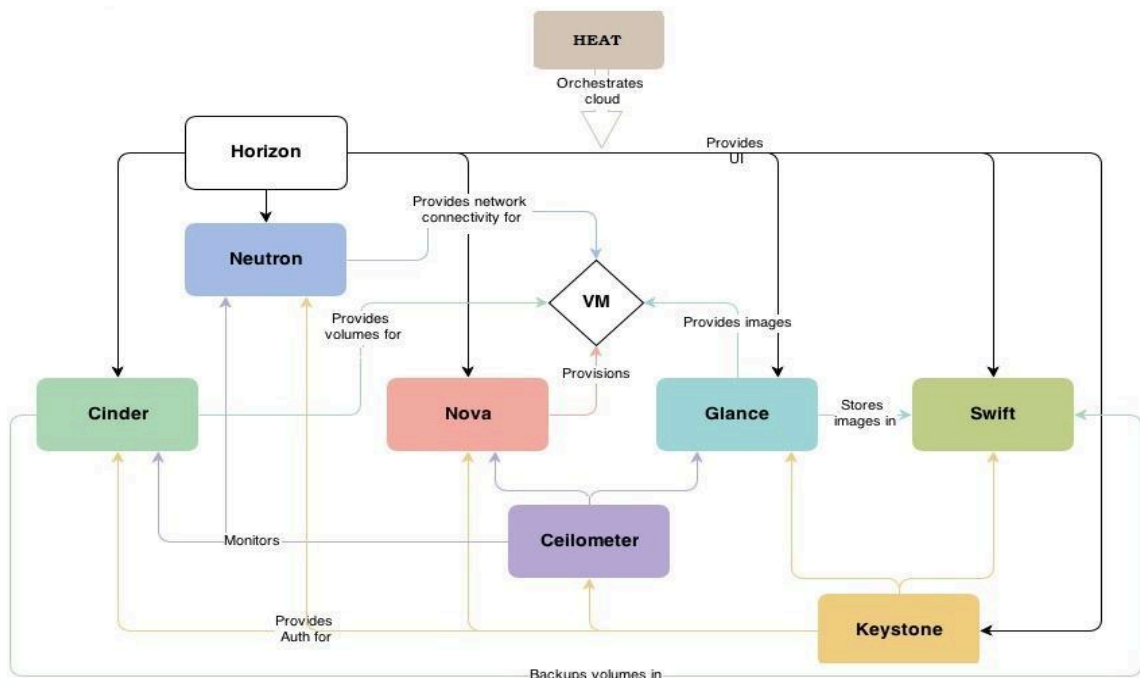 HEAT
Orchestrates
cloud
Horizon
Provides
UI
Provides network
connectivity for
Neutron
VM
Provides
volumes for
Provides images
Provisions
Cinder
Nova
Glance
Stores
images in
Swift
Ceilometer
Monitors
Provides
Auth for
Keystone
Backups volumes in